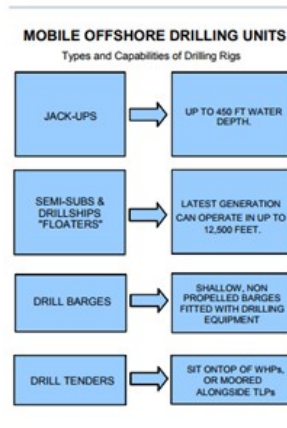 MOBILE OFFSHORE DRILLING UNITS
Types and Capabilities of Drilling Rigs
JACK-UPS
UP TO 450 FT WATER
DEPTH.
SEMI-SUBS &
DRILLSHIPS
"FLOATERS"
LATEST GENERATION
CAN OPERATE IN UP TO
12,500 FEET.
DRILL BARGES
SHALLOW, NON
PROPELLED BARGES
FITTED WITH DRILLING
EQUIPMENT
DRILL TENDERS
SIT ONTOP OF WHPs,
OR MOORED
ALONGSIDE TLPs